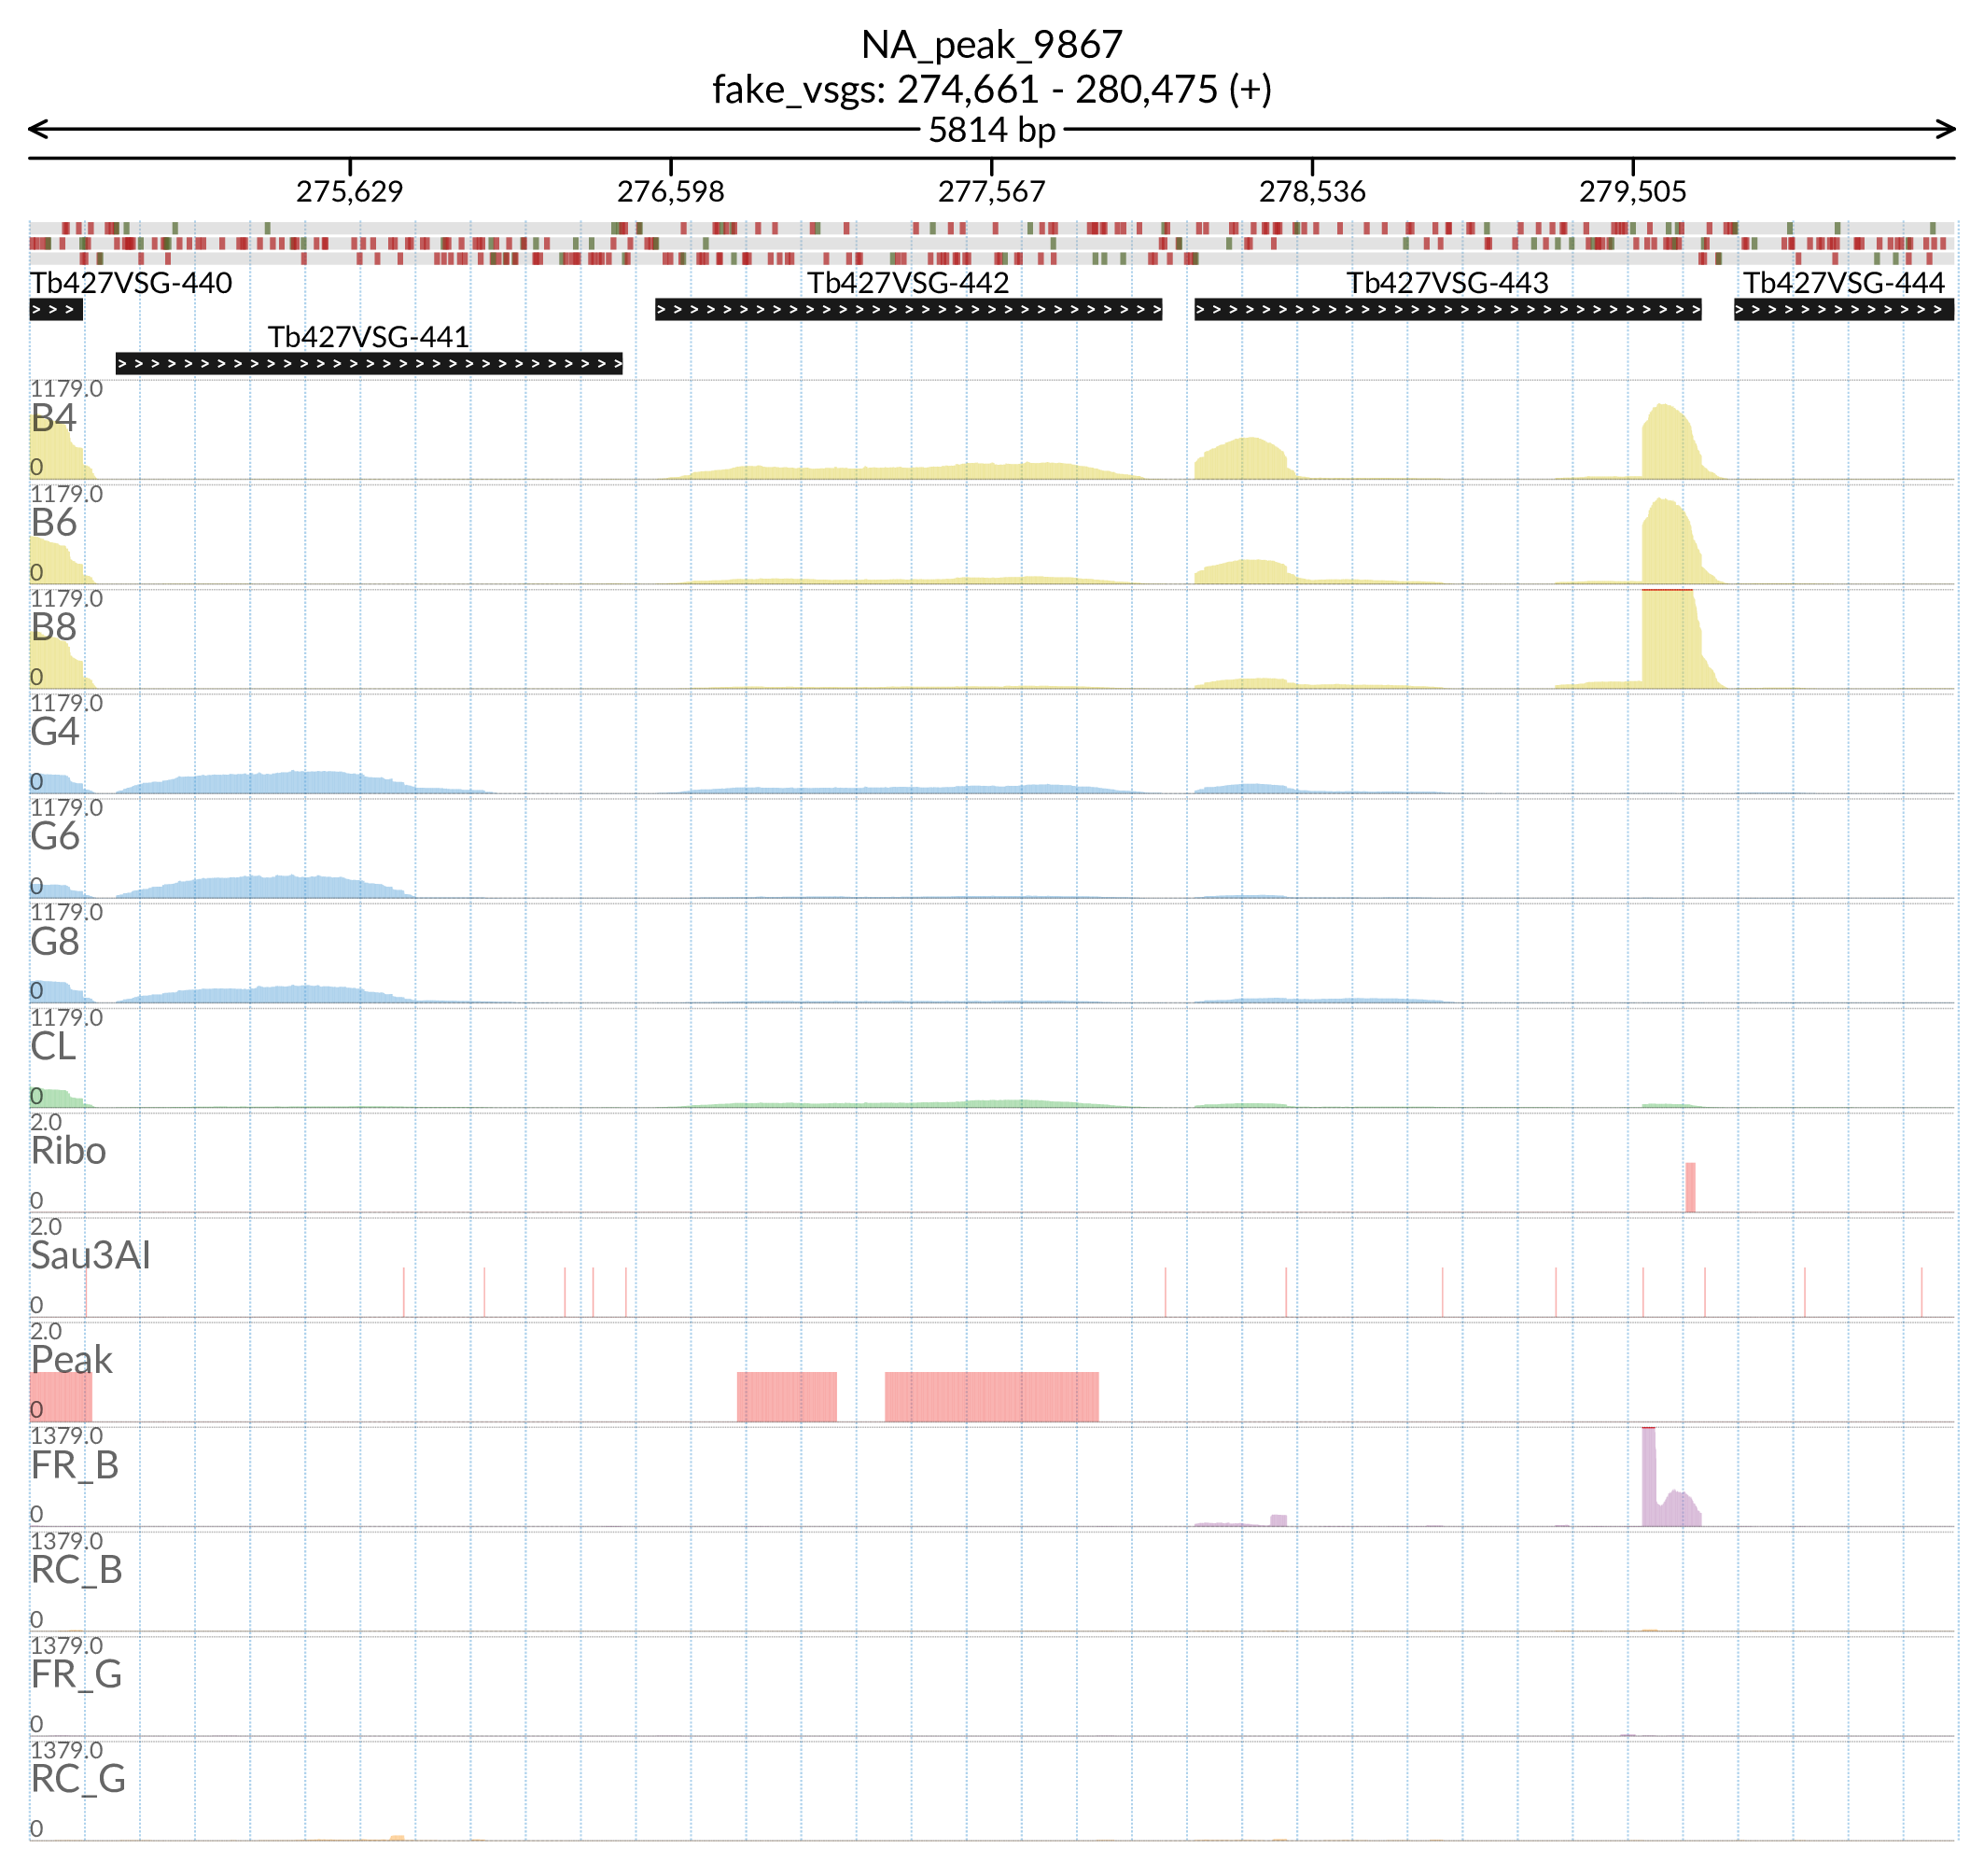 NA_peak_9867
fake_vsgs: 274,661 - 280,475 (+)
5814 bp
275,629 276,598 277,567 278,536 279,505
Tb427VSG-440 Tb427VSG-442 Tb427VSG-443 Tb427VSG-444
Tb427VSG-441
1179.0
B4
0
1179.0
B6
0
1179.0
B8
0
1179.0
G4
0
1179.0
G6
0
1179.0
G8
0
1179.0
CL
0
2.0
Ribo
0
2.0
Sau3AI
0
2.0
Peak
0
1379.0
FR_B
0
1379.0
RC_B
0
1379.0
FR_G
0
1379.0
RC_G
0